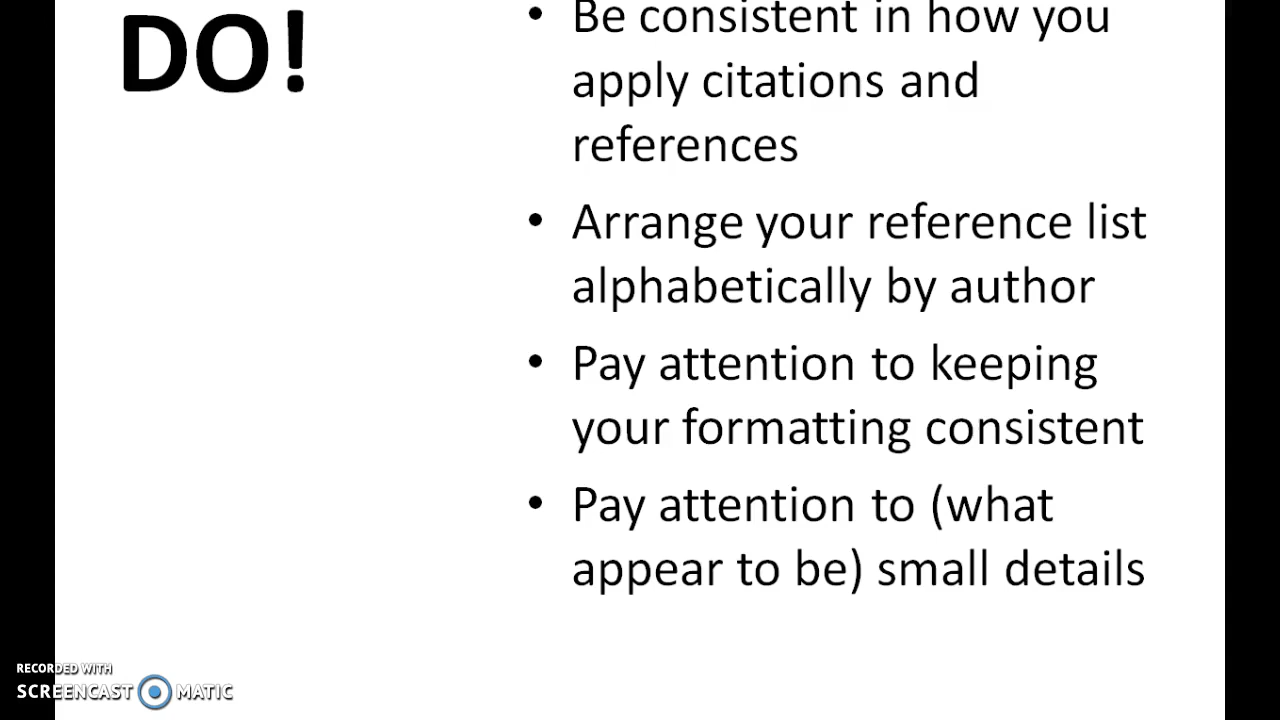 DO!
• Be consistent in how you
apply citations and
references
• Arrange your reference list
alphabetically by author
• Pay attention to keeping
your formatting consistent
• Pay attention to (what
appear to be) small details
RECORDED WITH
SCREENCAST MATIC